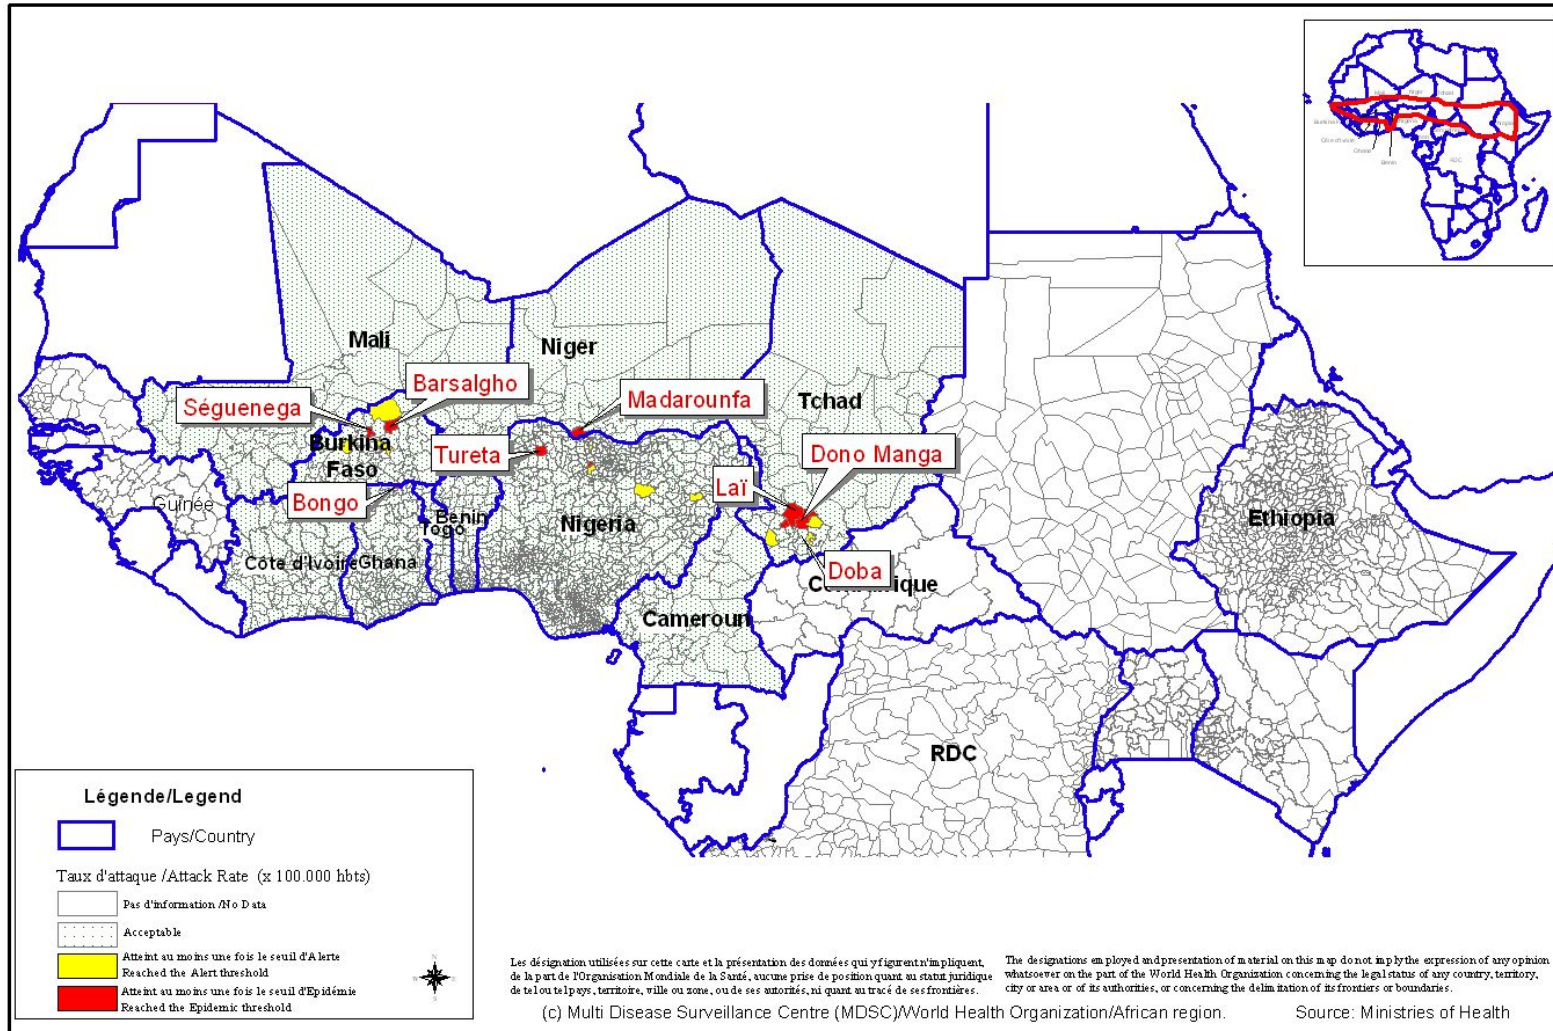 Mali
Niger
Tchad
Burkina
Côte d'Ivoire
Ghana
Benin
RDC
Mali
Niger
Barsalgho
Séguenega
Madarounfa
Tchad
Burkina
Faso
Tureta
Dono Manga
Laï
Bongo
Guinée
Benin
Togo
Nigeria
Ethiopia
Côte d'Ivoire
Ghana
Doba
Cameroun
RDC
Légende/Legend
Pays/Country
Taux d'attaque /Attack Rate (x 100.000 hbts)
Pas d'information /No Data
Acceptable
Atteint au moins une fois le seuil d'Alerte
Reached the Alert threshold
Atteint au moins une fois le seuil d'Epidémie
Reached the Epidemic threshold
Les désignation utilisées sur cette carte et la présentation des données qui y figurent n'impliquent,
de la part de l'Organisation Mondiale de la Santé, aucune prise de position quant au statut juridique
de tel ou tel pays, territoire, ville ou zone, ou de ses autorités, ni quant au tracé de ses frontières.
The designations employed and presentation of material on this map do not imply the expression of any opinion
whatsoever on the part of the World Health Organization concerning the legal status of any country, territory,
city or area or of its authorities, or concerning the delimitation of its frontiers or boundaries.
(c) Multi Disease Surveillance Centre (MDSC)/World Health Organization/African region.
Source: Ministries of Health